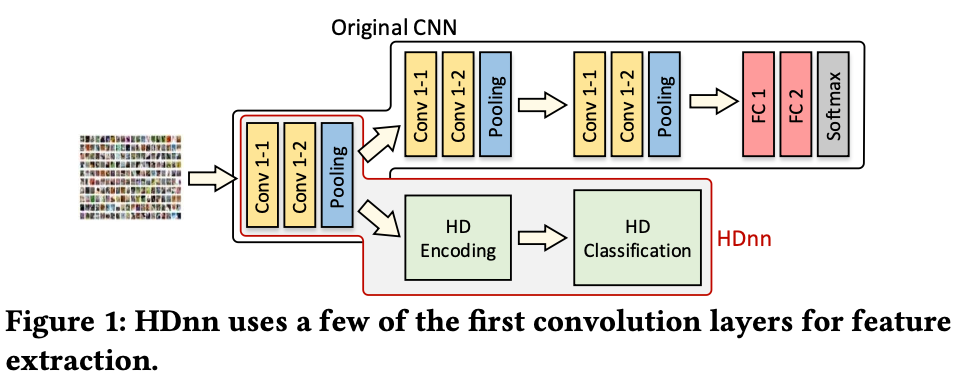 Original CNN
Conv 1-1
Conv 1-2
Pooling
Conv 1-1
Conv 1-2
Pooling
Conv 1-1
Conv 1-2
Pooling
FC 1
FC 2
Softmax
HD
Encoding
HD
Classification
HDnn
Figure 1: HDnn uses a few of the first convolution layers for feature
extraction.